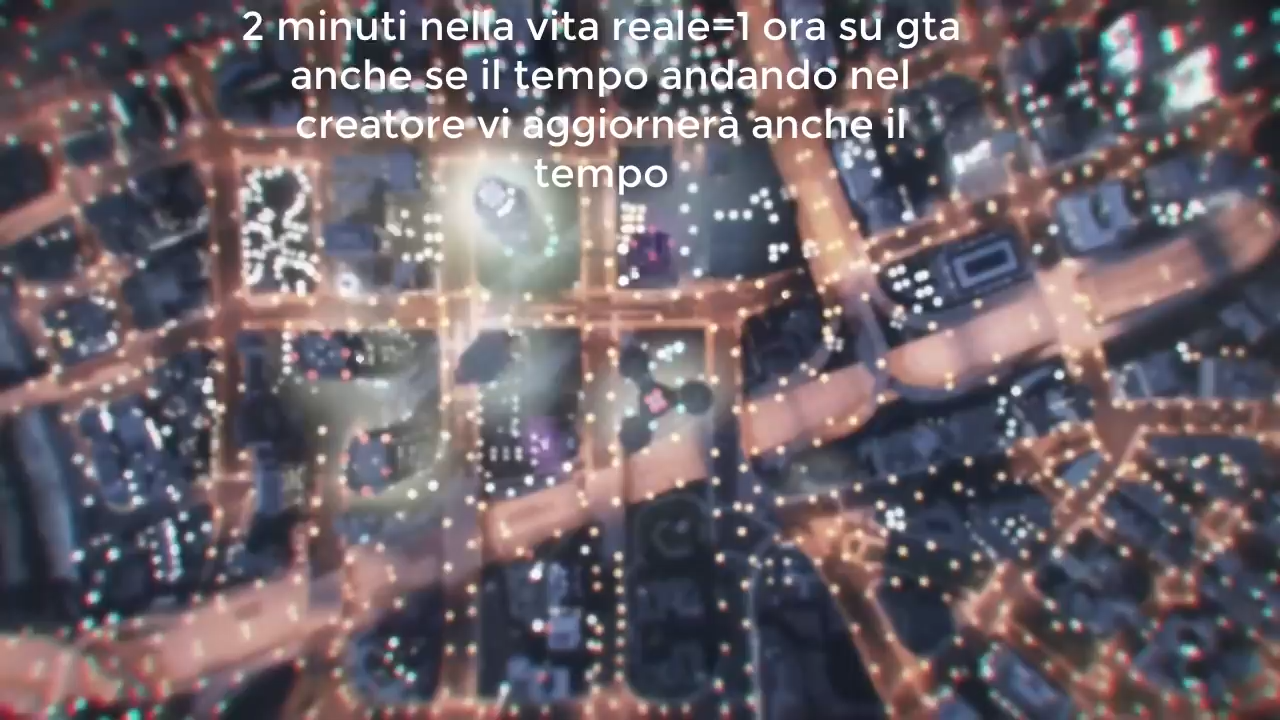 2 minuti nella vita reale=1 ora su gta
anche se il tempo andando nel
creatore vi aggiornerà anche il
tempo